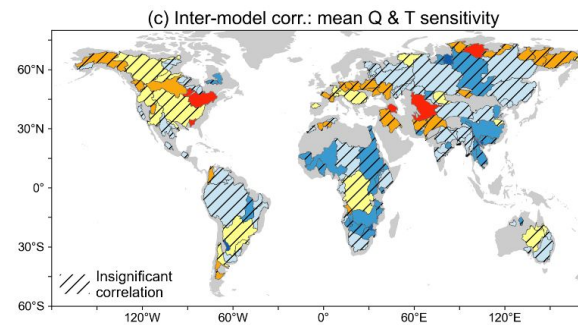 (c) Inter-model corr.: mean Q & T sensitivity
60°N
30°N
0°
30°S
60°S
Insignificant
correlation
120°W 60°W 0° 60°E 120°E